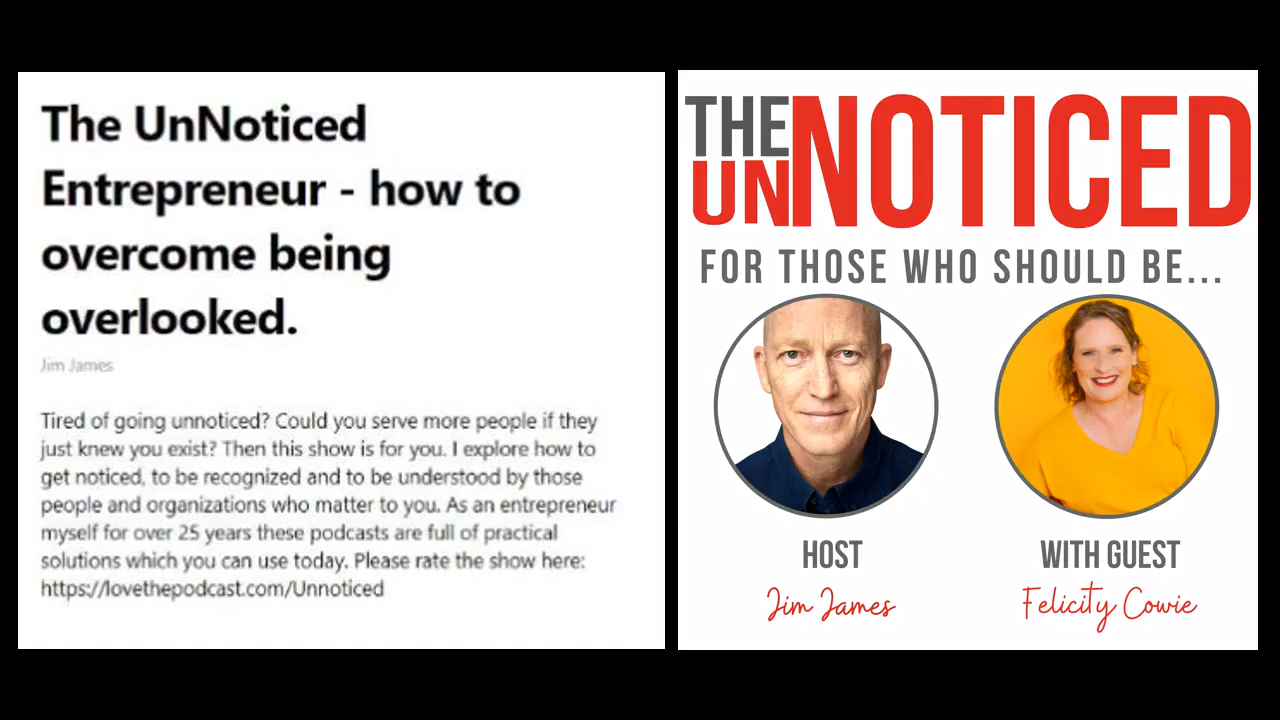 The UnNoticed
Entrepreneur - how to
overcome being
overlooked.
Jim James
Tired of going unnoticed? Could you serve more people if they
just knew you exist? Then this show is for you. I explore how to
get noticed, to be recognized and to be understood by those
people and organizations who matter to you. As an entrepreneur
myself for over 25 years these podcasts are full of practical
solutions which you can use today. Please rate the show here:
https://lovethepodcast.com/Unnoticed
THE
UNNOTICED
FOR THOSE WHO SHOULD BE...
HOST
Jim James
WITH GUEST
Felicity Cowie